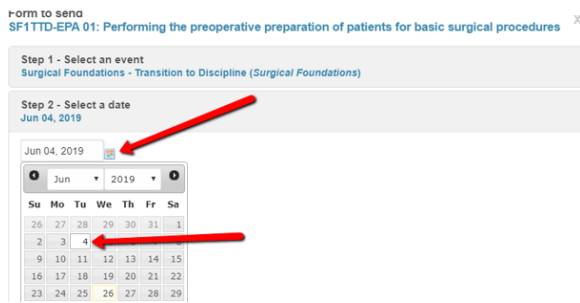 Form to send
SF1TTD-EPA 01: Performing the preoperative preparation of patients for basic surgical procedures
X
Step 1 - Select an event
Surgical Foundations - Transition to Discipline (Surgical Foundations)
Step 2 - Select a date
Jun 04, 2019
Jun 04, 2019
Jun 2019
Su Mo Tu We Th Fr Sa
26 27 28 29 30 31 1
2 3 4
9 10 11 12 13 14 15
16 17 18 19 20 21 22
23 24 25 26 27 28 29